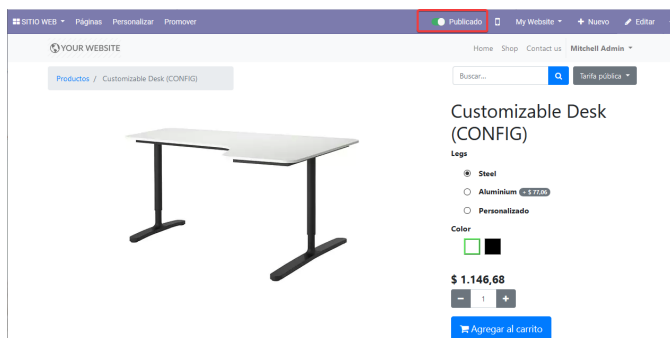 SITIO WEB Páginas Personalizar Promover Publicado My Website + Nuevo Editar
YOUR WEBSITE Home Shop Contact us Mitchell Admin
Productos / Customizable Desk (CONFIG) Buscar... Tarifa pública
Customizable Desk
(CONFIG)
Legs
Steel
Aluminium + $ 77,06
Personalizado
Color
$ 1.146,68
- 1 +
Agregar al carrito